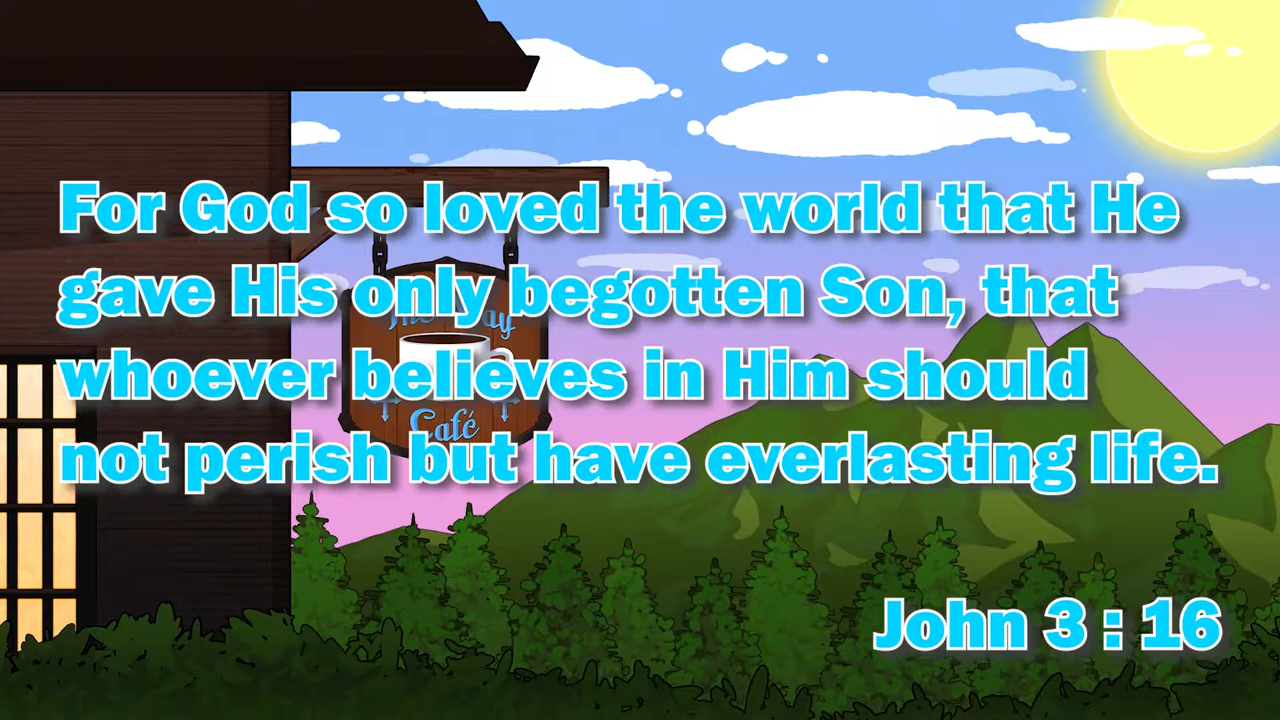 For God so loved the world that He
gave His only begotten Son, that
whoever believes in Him should
not perish but have everlasting life.
Café
John 3 : 16